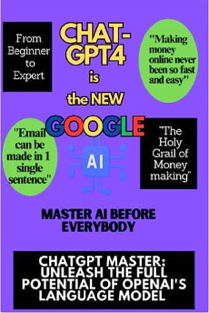 From
Beginner
to
Expert
CHAT-
GPT4
is
the NEW
GOOGLE
"Making
money
online never
been so fast
and easy"
"Email
can be
made in 1
single
sentence"
AI
"The
Holy
Grail of
Money
making"
MASTER AI BEFORE
EVERYBODY
CHATGPT MASTER:
UNLEASH THE FULL
POTENTIAL OF OPENAI'S
LANGUAGE MODEL